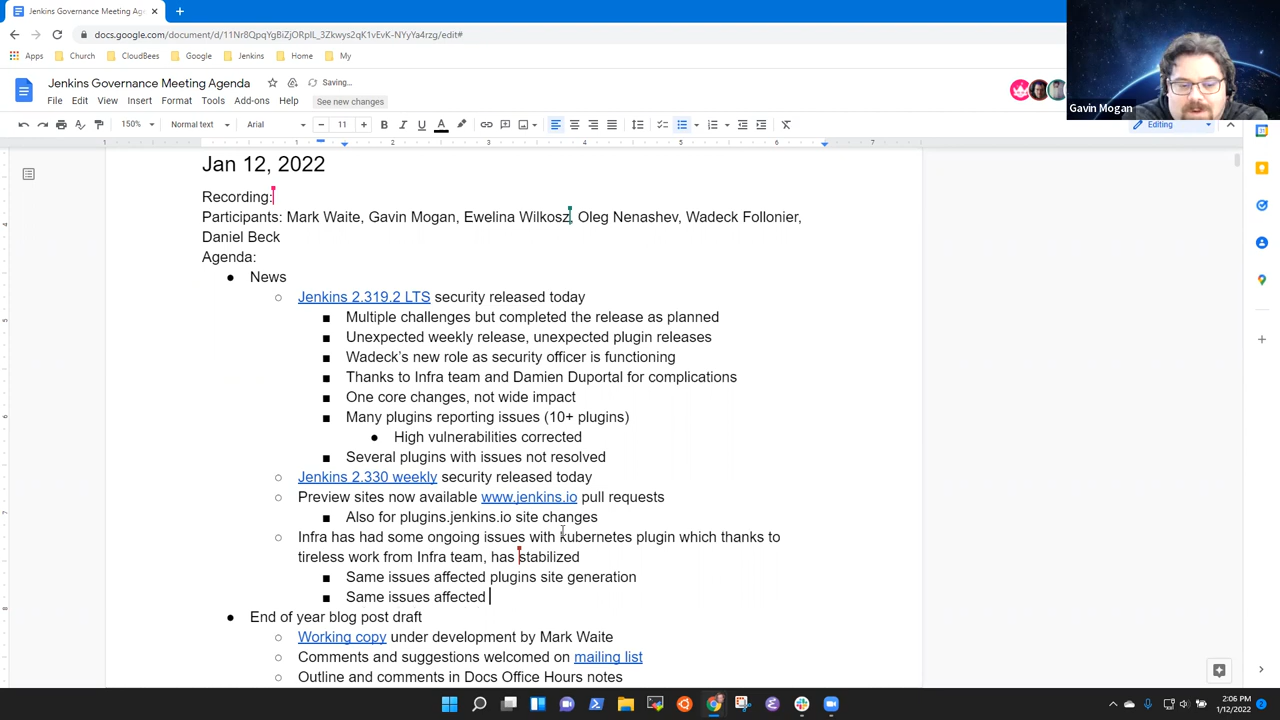 Jenkins Governance Meeting Ag
docs.google.com/document/d/11Nr8QpqYgBiZjORpIL_3Zkwys2qK1vEvK-NYyYa4rzg/edit#
Apps Church CloudBees Google Jenkins Home My
Gavin Mogan
Jenkins Governance Meeting Agenda Saving...
File Edit View Insert Format Tools Add-ons Help See new changes
150% Normal text Arial 11 Editing
1 1 2 3 4 5 6 7
Jan 12, 2022
Recording:
Participants: Mark Waite, Gavin Mogan, Ewelina Wilkosz, Oleg Nenashev, Wadeck Follonier,
Daniel Beck
Agenda:
News
Jenkins 2.319.2 LTS security released today
Multiple challenges but completed the release as planned
Unexpected weekly release, unexpected plugin releases
Wadeck's new role as security officer is functioning
Thanks to Infra team and Damien Duportal for complications
One core changes, not wide impact
Many plugins reporting issues (10+ plugins)
High vulnerabilities corrected
Several plugins with issues not resolved
Jenkins 2.330 weekly security released today
Preview sites now available www.jenkins.io pull requests
Also for plugins.jenkins.io site changes
Infra has had some ongoing issues with kubernetes plugin which thanks to
tireless work from Infra team, has stabilized
Same issues affected plugins site generation
Same issues affected
End of year blog post draft
Working copy under development by Mark Waite
Comments and suggestions welcomed on mailing list
Outline and comments in Docs Office Hours notes
2:06 PM
1/12/2022